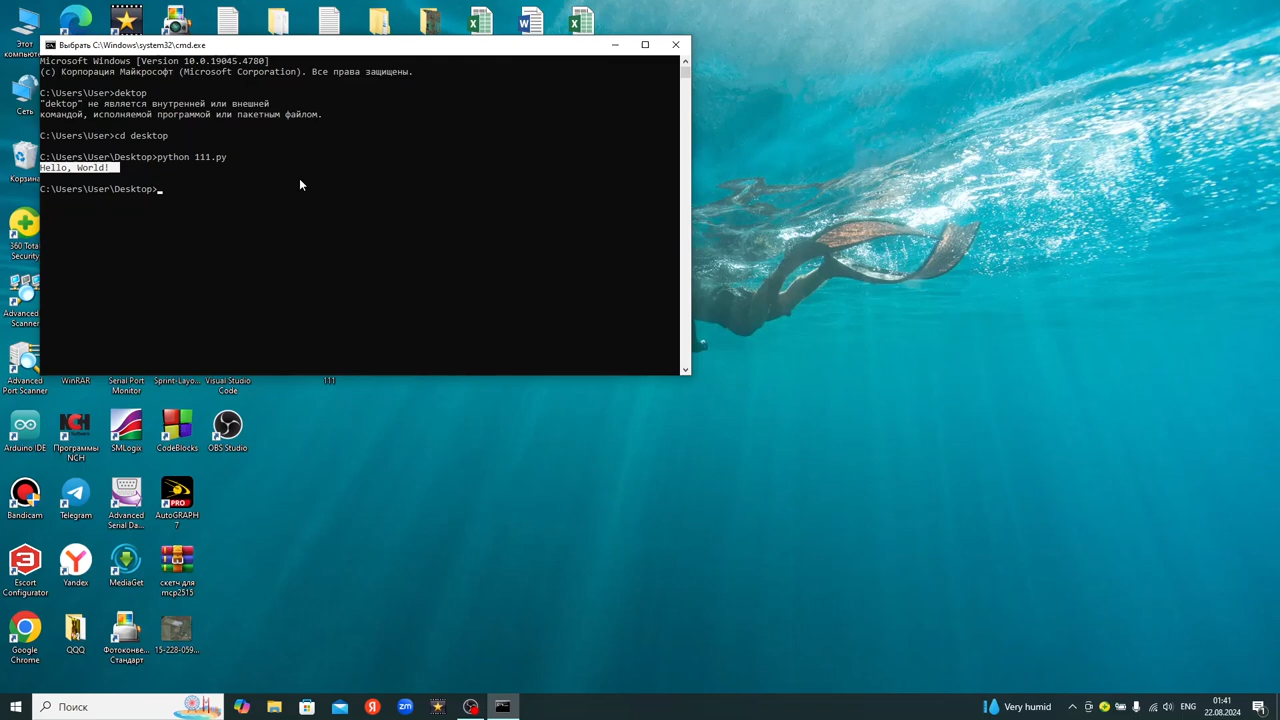 Выбрать C:\Windows\system32\cmd.exe
Microsoft Windows [Version 10.0.19045.4780]
(c) Корпорация Майкрософт (Microsoft Corporation). Все права защищены.
C:\Users\User>dektop
"dektop" не является внутренней или внешней
командой, исполняемой программой или пакетным файлом.
C:\Users\User>cd desktop
C:\Users\User\Desktop>python 111.py
Hello, World!
C:\Users\User\Desktop>
Этот
Сеть
Корзина
360 Total
Security
Advanced
Scanner
Advanced
Port Scanner
WinRAR
Serial Port
Monitor
Sprint-Layo...
Visual Studio
Code
111
Arduino IDE
Программы
NCH
SMLogix
CodeBlocks
OBS Studio
Bandicam
Telegram
Advanced
Serial Da...
AutoGRAPH
7
Escort
Configurator
Yandex
MediaGet
скетч для
mcp2515
Google
Chrome
QQQ
Фотоконве...
Стандарт
15-228-059...
Поиск
Very humid
ENG
01:41
22.08.2024